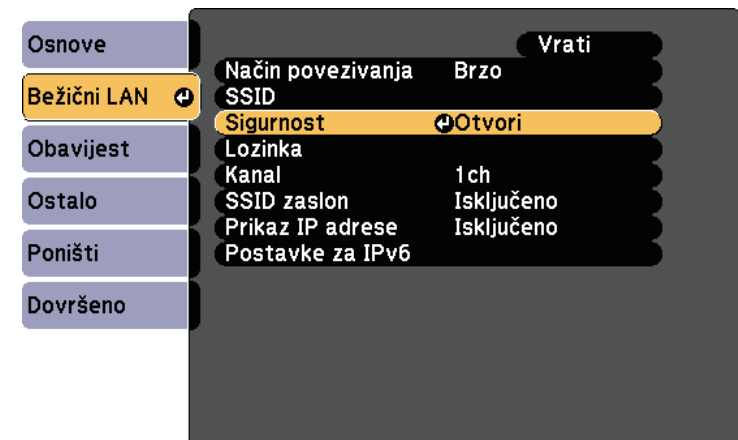 Osnove
Bežični LAN
Obavijest
Ostalo
Poništi
Dovršeno
Vrati
Način povezivanja Brzo
SSID
Sigurnost Otvori
Lozinka
Kanal 1ch
SSID zaslon Isključeno
Prikaz IP adrese Isključeno
Postavke za IPv6